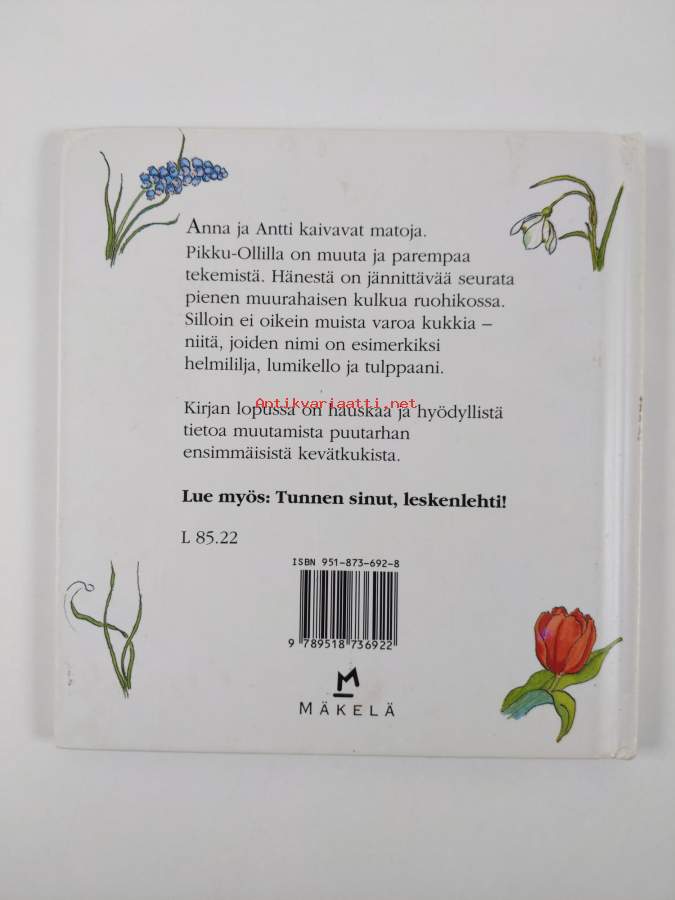 Anna ja Antti kaivavat matoja.
Pikku-Ollilla on muuta ja parempaa
tekemistä. Hänestä on jännittävää seurata
pienen muurahaisen kulkua ruohikossa.
Silloin ei oikein muista varoa kukkia –
niitä, joiden nimi on esimerkiksi
helmililja, lumikello ja tulppaani.
Antikvariaatti.net
Kirjan lopussa on hauskaa ja hyödyllistä
tietoa muutamista puutarhan
ensimmäisistä kevätkukista.
Lue myös: Tunnen sinut, leskenlehti!
L 85.22
ISBN 951-873-692-8
9 789518 736922
MÄKELÄ